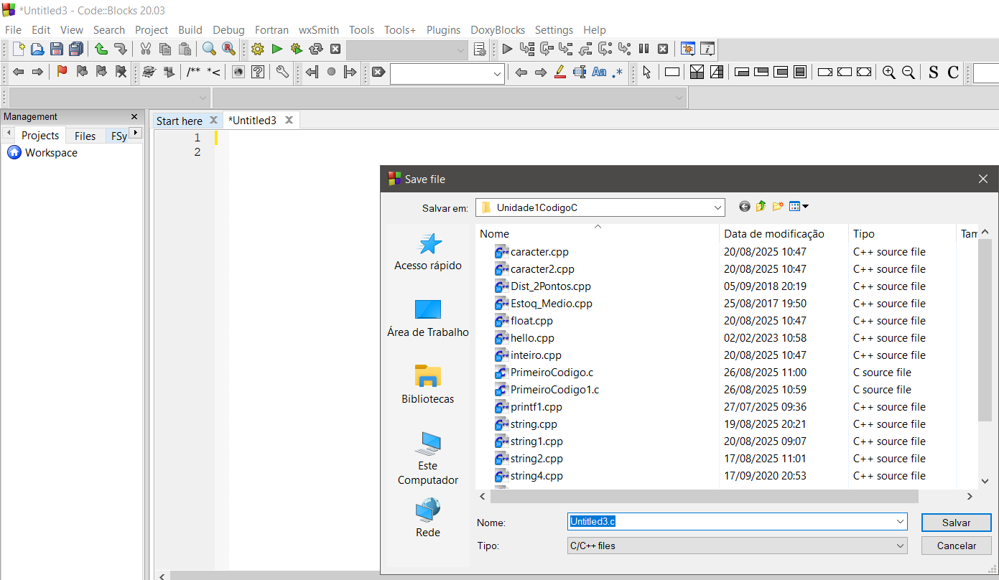 *Untitled3 - Code::Blocks 20.03
File Edit View Search Project Build Debug Fortran wxSmith Tools Tools+ Plugins DoxyBlocks Settings Help
/** *< Aa .* S C
Management
Projects Files FSy
Workspace
Start here *Untitled3
1
2
Save file
Salvar em: Unidade1CodigoC
Nome Data de modificação Tipo Tam
caracter.cpp 20/08/2025 10:47 C++ source file
caracter2.cpp 20/08/2025 10:47 C++ source file
Dist_2Pontos.cpp 05/09/2018 20:19 C++ source file
Estoq_Medio.cpp 25/08/2017 19:50 C++ source file
float.cpp 20/08/2025 10:47 C++ source file
hello.cpp 02/02/2023 10:58 C++ source file
inteiro.cpp 20/08/2025 10:47 C++ source file
PrimeiroCodigo.c 26/08/2025 11:00 C source file
PrimeiroCodigo1.c 26/08/2025 10:59 C source file
printf1.cpp 27/07/2025 09:36 C++ source file
string.cpp 19/08/2025 20:21 C++ source file
string1.cpp 20/08/2025 09:07 C++ source file
string2.cpp 17/08/2025 11:01 C++ source file
string4.cpp 17/09/2020 20:53 C++ source file
Acesso rápido
Área de Trabalho
Bibliotecas
Este
Computador
Rede
Nome: Untitled3.c Salvar
Tipo: C/C++ files Cancelar